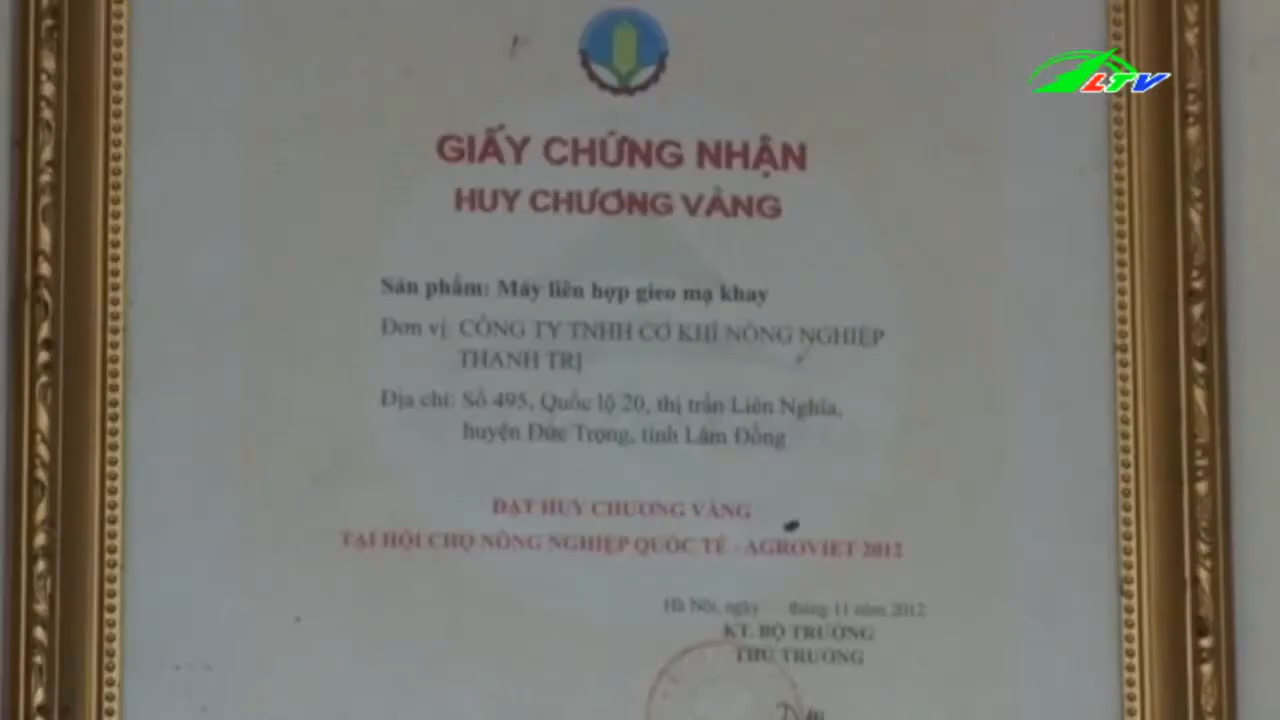 LTV
GIẤY CHỨNG NHẬN
HUY CHƯƠNG VÀNG
Sản phẩm: Máy liên hợp gieo mạ khay
Đơn vị: CÔNG TY TNHH CƠ KHÍ NÔNG NGHIỆP
THANH TRỊ
Địa chỉ: Số 495, Quốc lộ 20, thị trấn Liên Nghĩa,
huyện Đức Trọng, tỉnh Lâm Đồng
ĐẠT HUY CHƯƠNG VÀNG
TẠI HỘI CHỢ NÔNG NGHIỆP QUỐC TẾ - AGROVIET 2012
Hà Nội, ngày tháng 11 năm 2012
KT. BỘ TRƯỞNG
THỨ TRƯỞNG